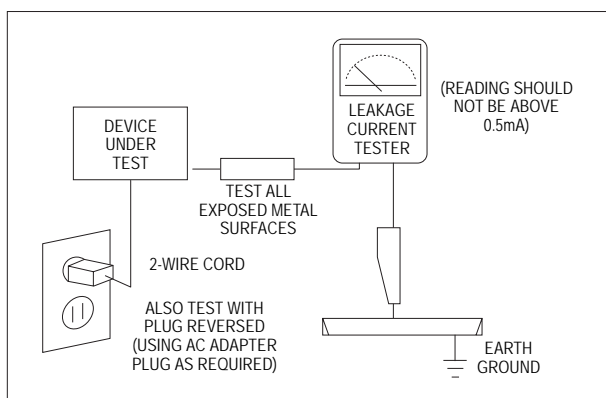 DEVICE
UNDER
TEST
LEAKAGE
CURRENT
TESTER
(READING SHOULD
NOT BE ABOVE
0.5mA)
TEST ALL
EXPOSED METAL
SURFACES
2-WIRE CORD
ALSO TEST WITH
PLUG REVERSED
(USING AC ADAPTER
PLUG AS REQUIRED)
EARTH
GROUND